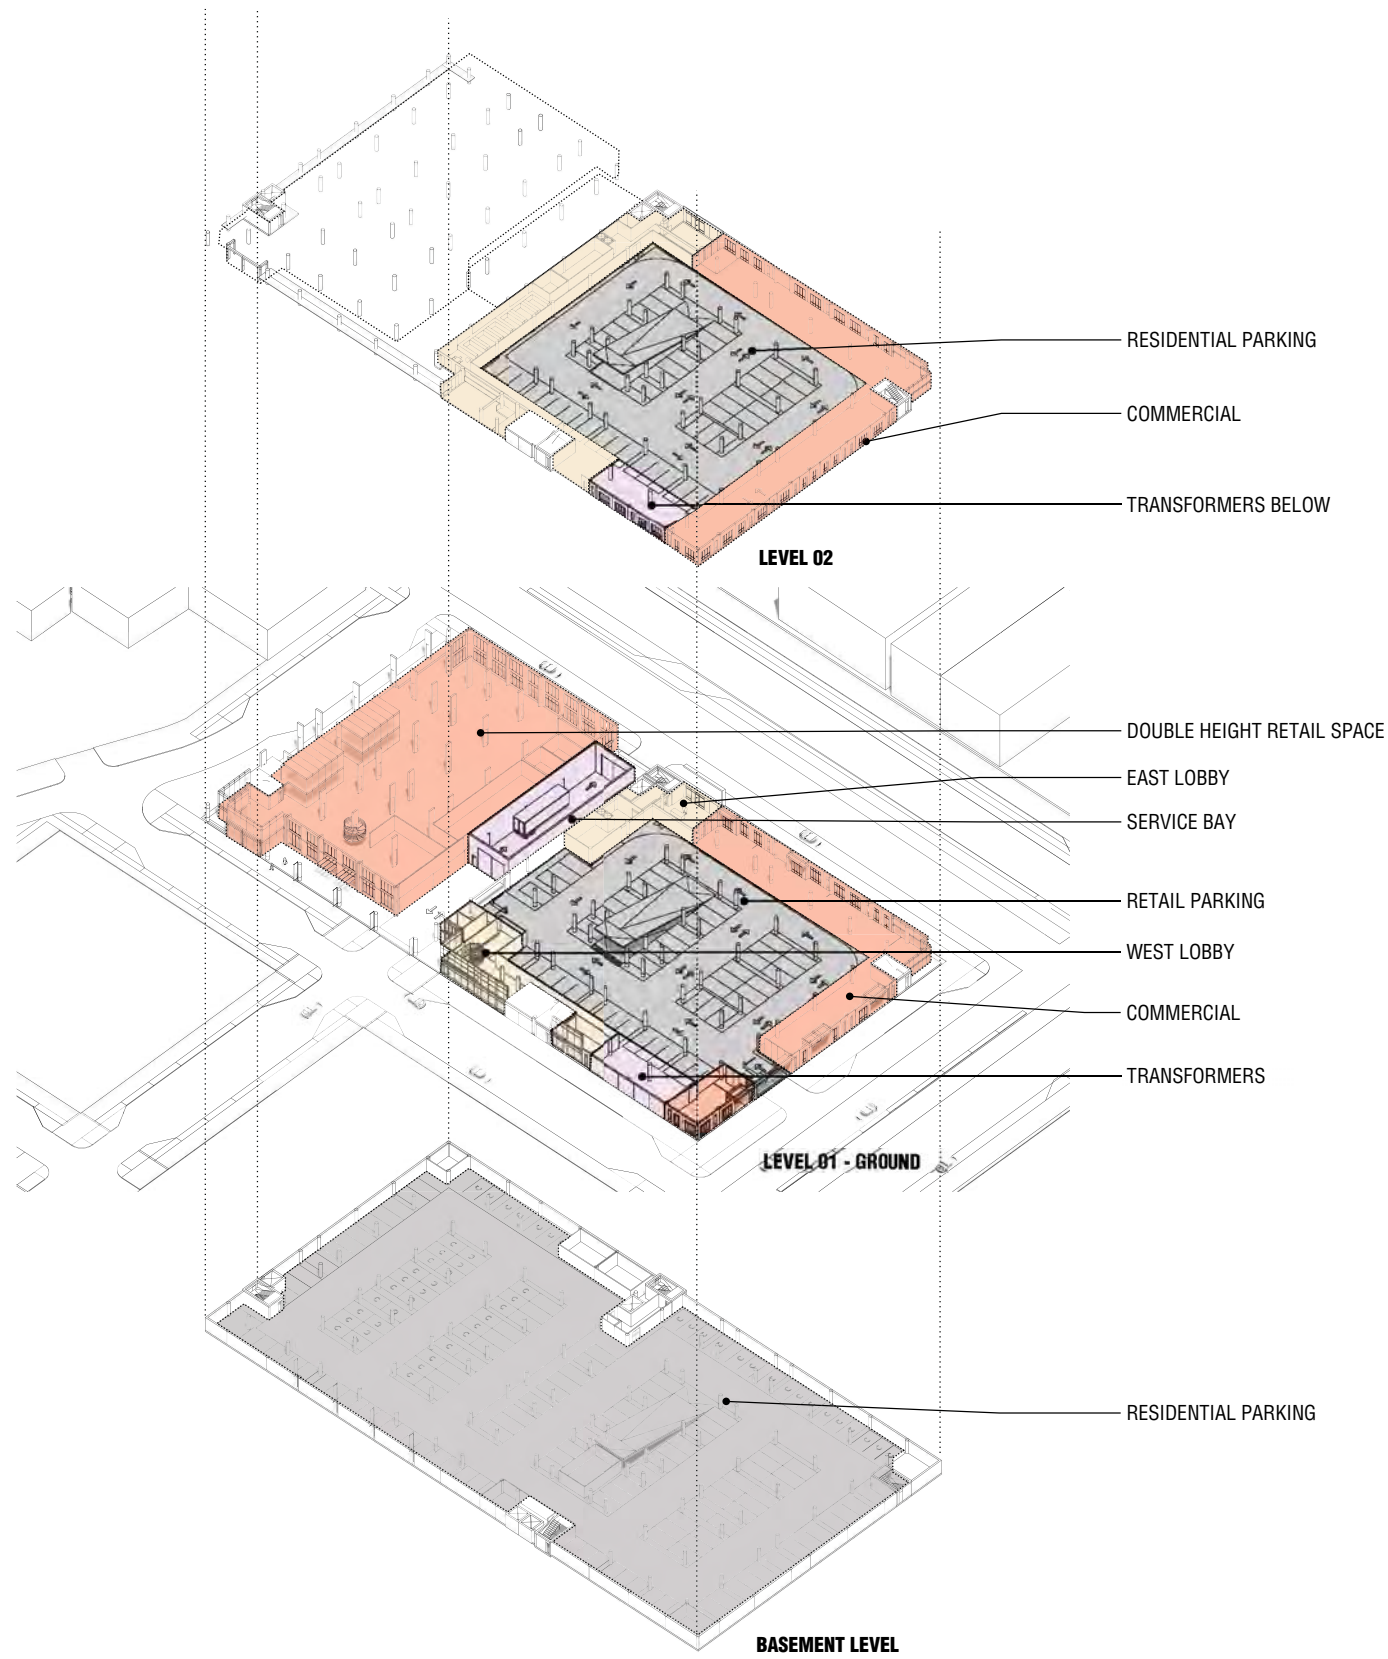 RESIDENTIAL PARKING
COMMERCIAL
TRANSFORMERS BELOW
LEVEL 02
DOUBLE HEIGHT RETAIL SPACE
EAST LOBBY
SERVICE BAY
RETAIL PARKING
WEST LOBBY
COMMERCIAL
TRANSFORMERS
LEVEL 01 - GROUND
RESIDENTIAL PARKING
BASEMENT LEVEL